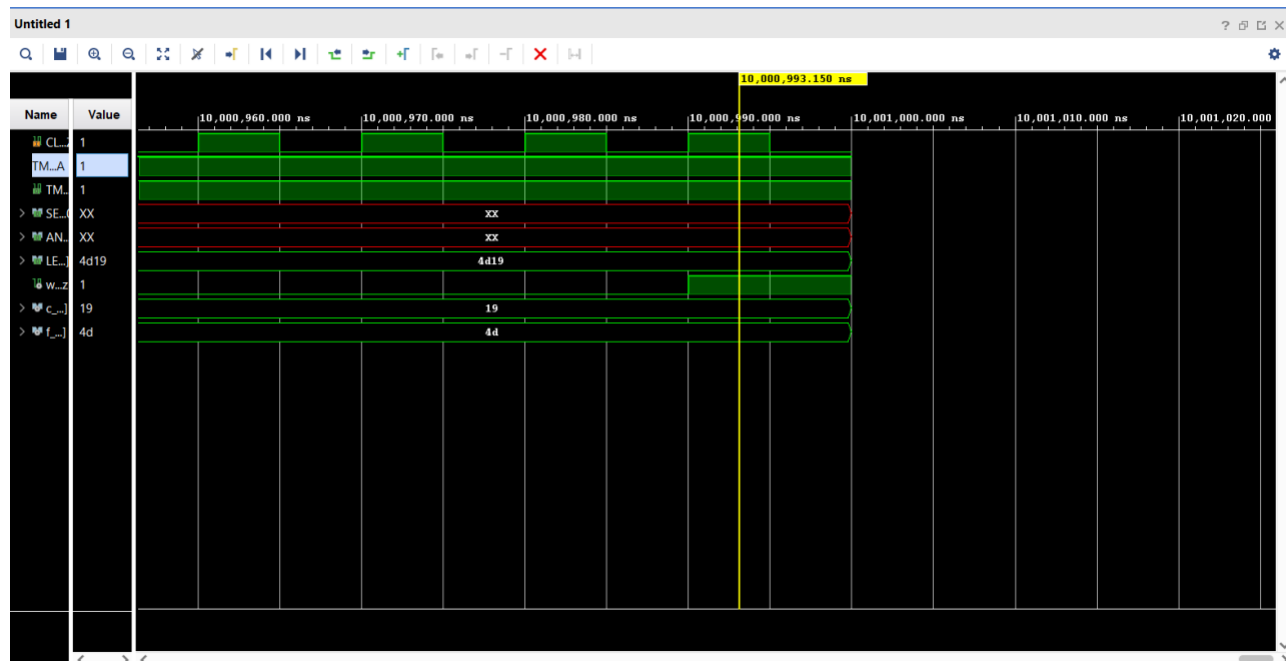 Untitled 1
10,000,993.150 ns
Name Value
10,000,960.000 ns 10,000,970.000 ns 10,000,980.000 ns 10,000,990.000 ns 10,001,000.000 ns 10,001,010.000 ns 10,001,020.000
CL... 1
TM...A 1
TM... 1
SE... XX XX
AN... XX XX
LE...] 4d19 4d19
w...z 1
c_...] 19 19
f_...] 4d 4d